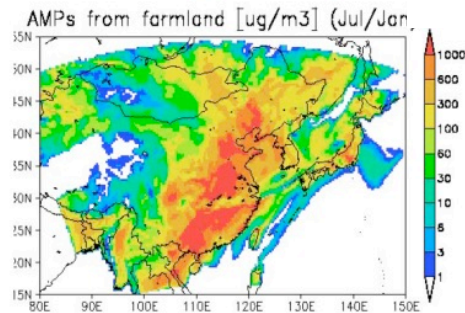 AMPs from farmland [ug/m3] (Jul/Jan
55N
50N
45N
40N
35N
30N
25N
20N
15N
80E 90E 100E 110E 120E 130E 140E 150E
1000
600
300
100
60
30
10
6
3
1